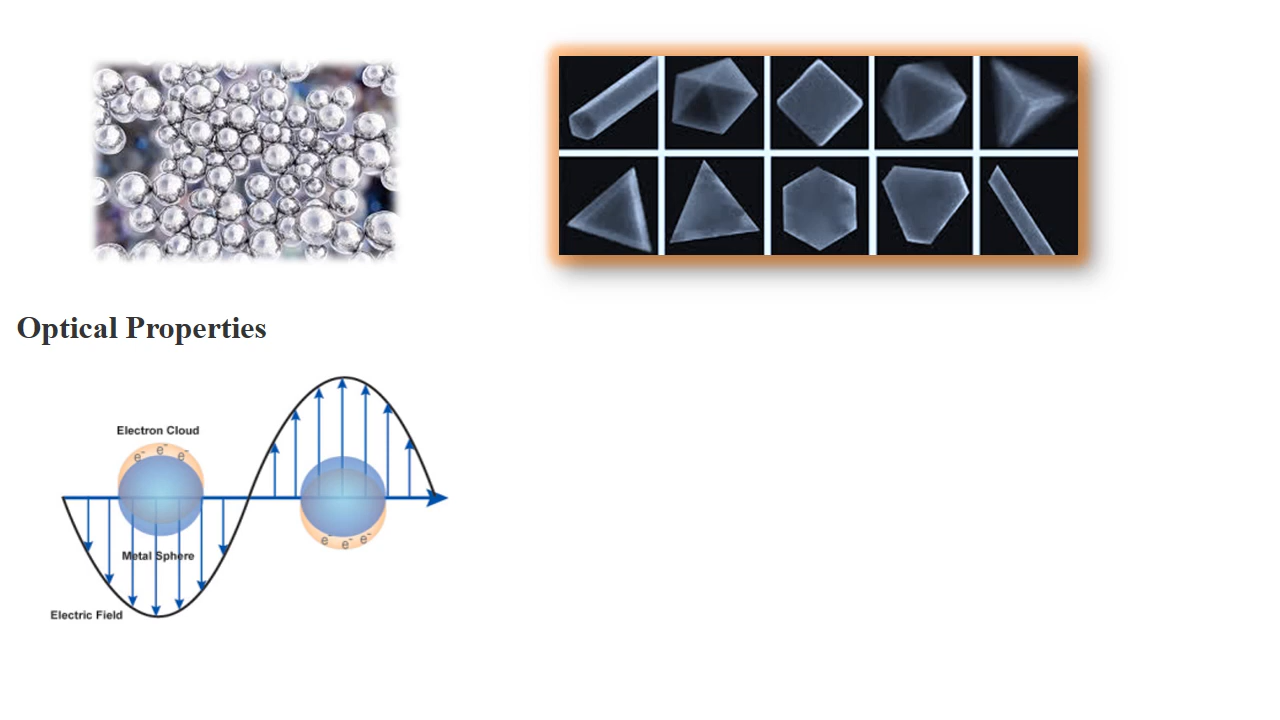 Optical Properties
Electron Cloud
e⁻ e⁻ e⁻
Metal Sphere
e⁻ e⁻ e⁻
Electric Field